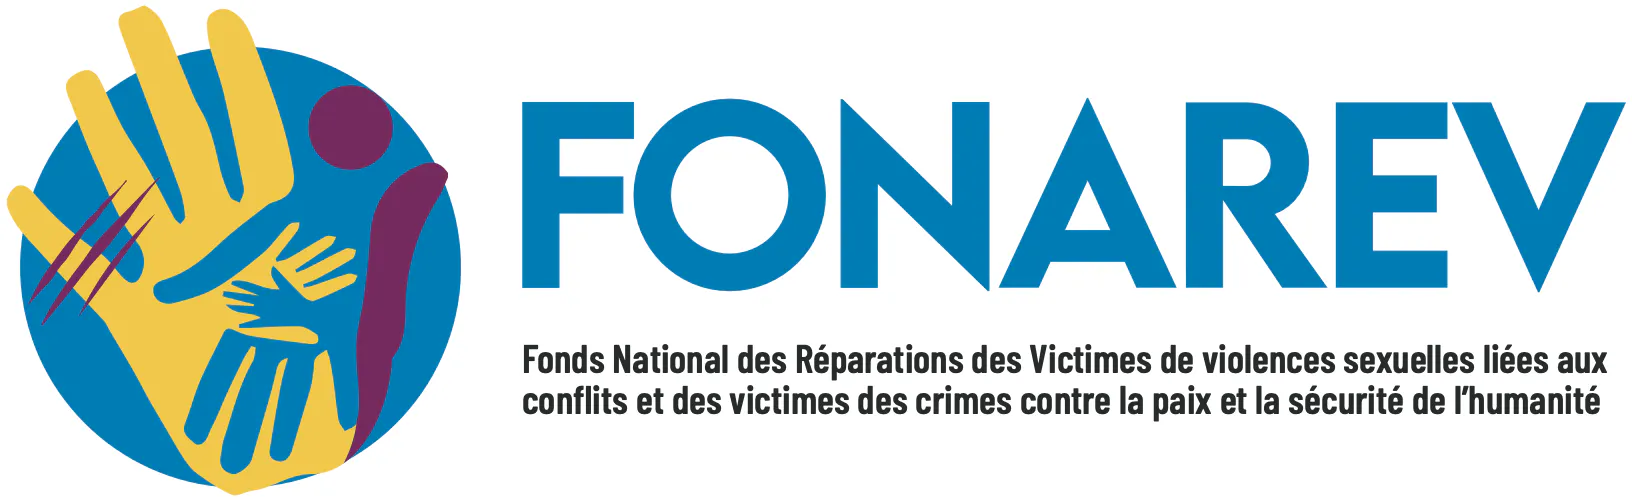 FONAREV
Fonds National des Réparations des Victimes de violences sexuelles liées aux
conflits et des victimes des crimes contre la paix et la sécurité de l’humanité